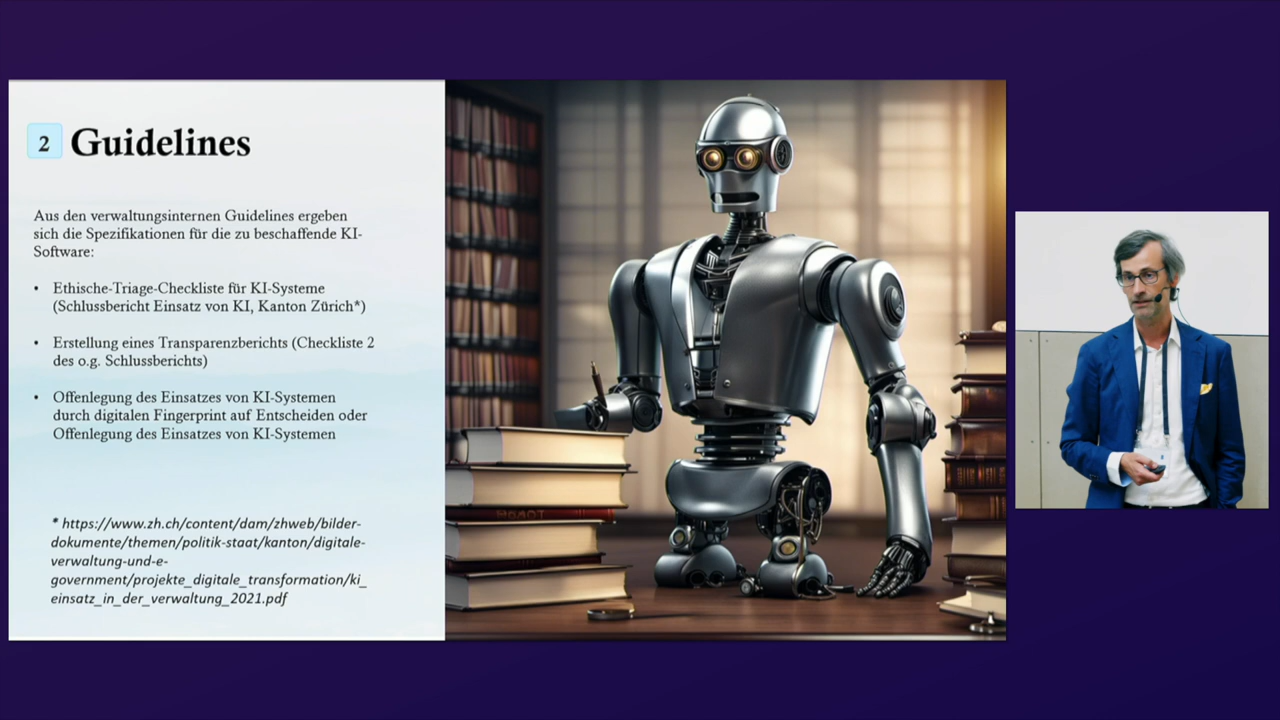 2 Guidelines
Aus den verwaltungsinternen Guidelines ergeben
sich die Spezifikationen für die zu beschaffende KI-
Software:
• Ethische-Triage-Checkliste für KI-Systeme
(Schlussbericht Einsatz von KI, Kanton Zürich*)
• Erstellung eines Transparenzberichts (Checkliste 2
des o.g. Schlussberichts)
• Offenlegung des Einsatzes von KI-Systemen
durch digitalen Fingerprint auf Entscheiden oder
Offenlegung des Einsatzes von KI-Systemen
* https://www.zh.ch/content/dam/zhweb/bilder-
dokumente/themen/politik-staat/kanton/digitale-
verwaltung-und-e-
government/projekte_digitale_transformation/ki_
einsatz_in_der_verwaltung_2021.pdf